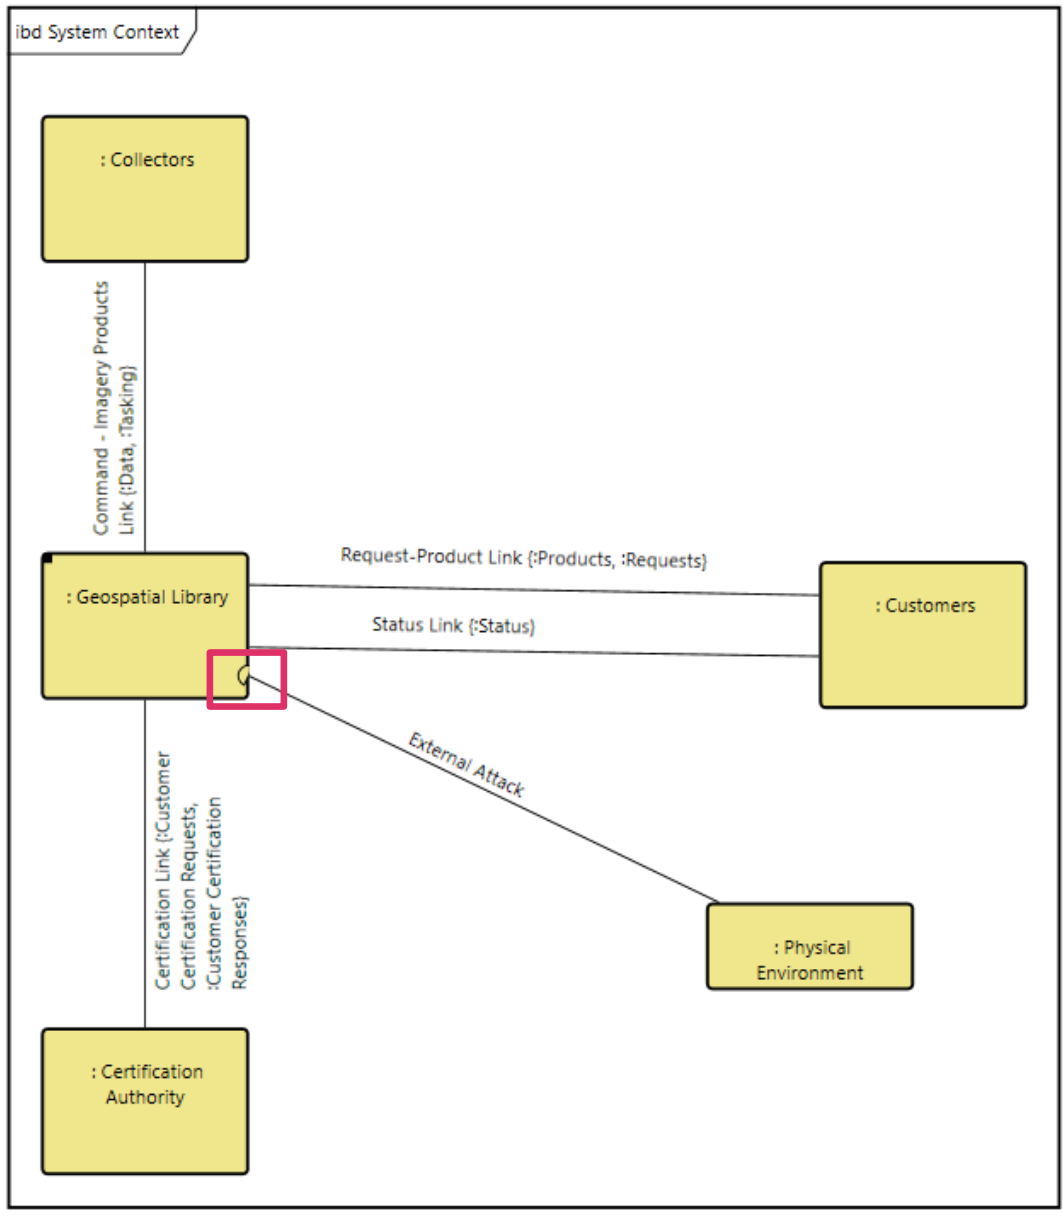 ibd System Context
: Collectors
Command - Imagery Products
Link {:Data, :Tasking}
Request-Product Link {:Products, :Requests}
: Geospatial Library
: Customers
Status Link {:Status}
External Attack
Certification Link {:Customer
Certification Requests,
:Customer Certification
Responses}
: Physical
Environment
: Certification
Authority